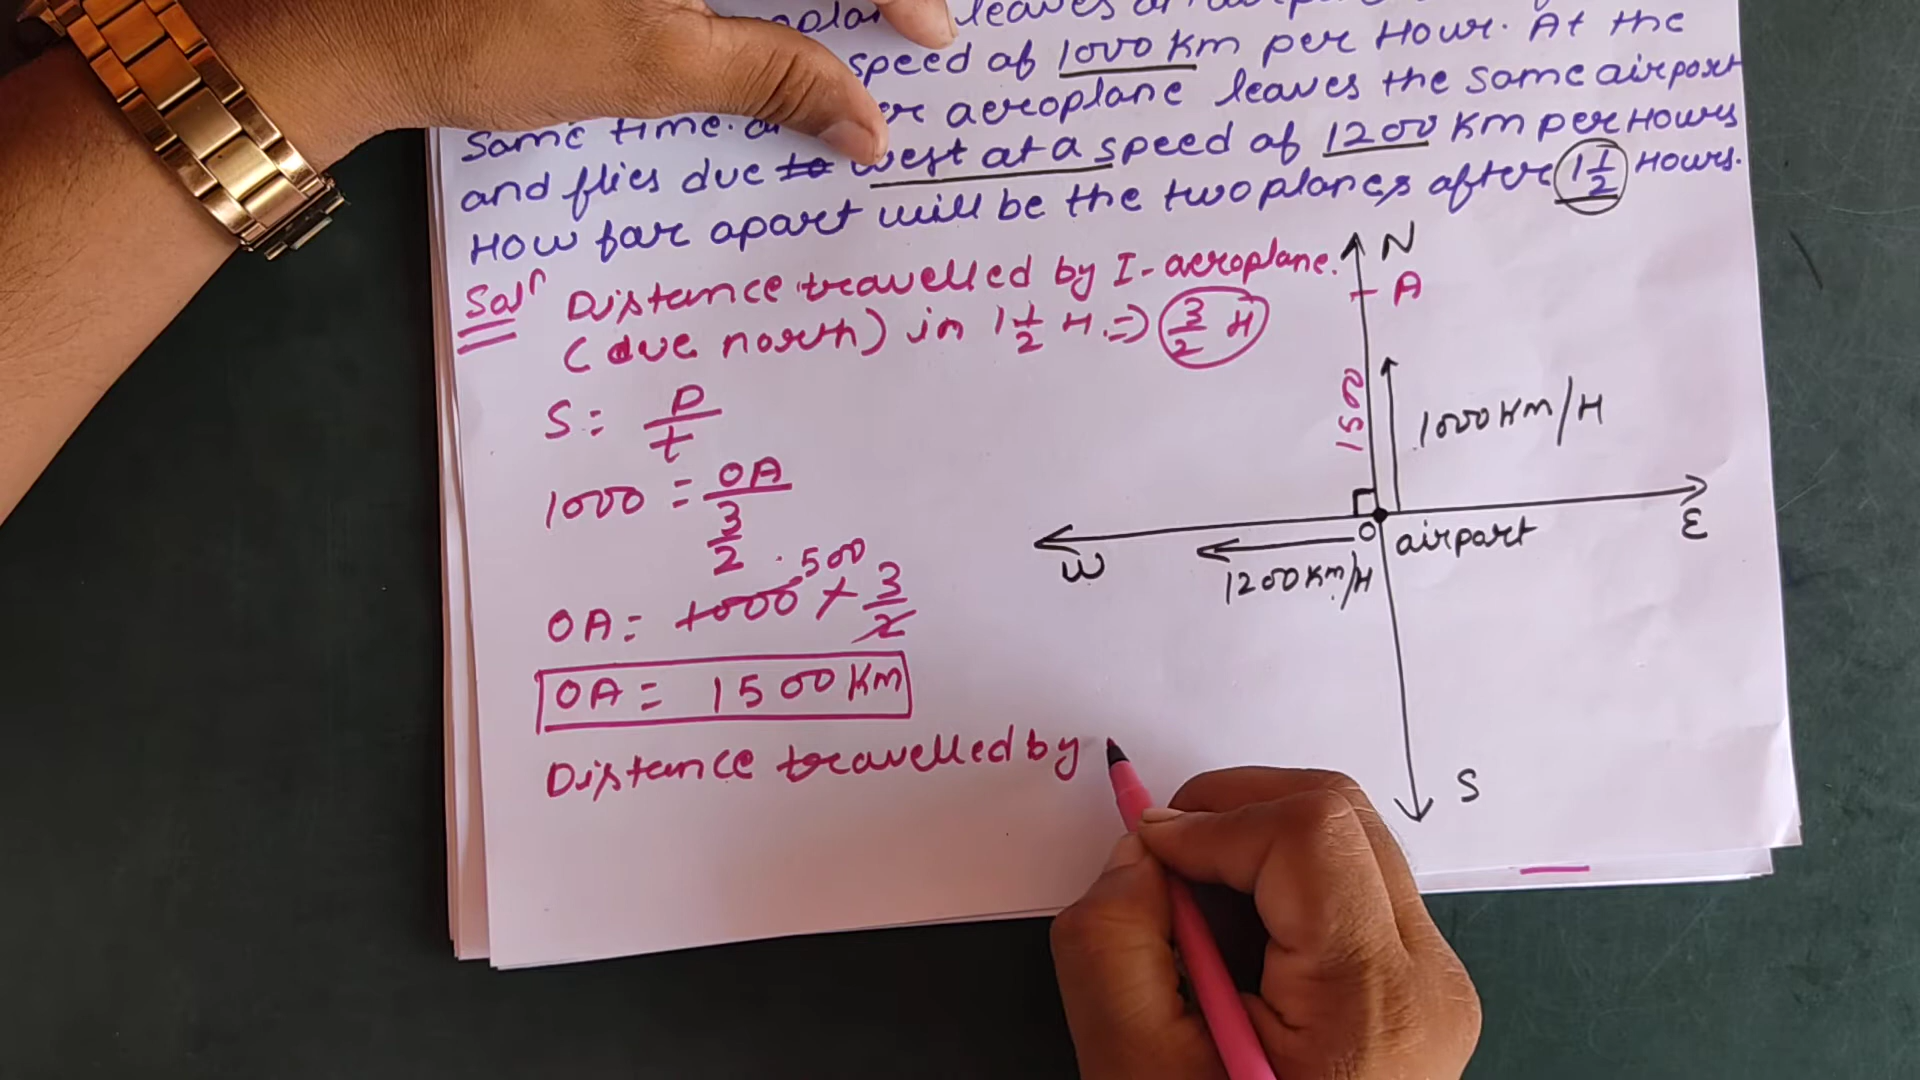 leaves
speed of 1000 Km per Hour. At the
Same time. aeroplane leaves the same airport
and flies due to west at a speed of 1200 Km per Hours
How far apart will be the two planes after 1 1/2 Hours.
Solⁿ Distance travelled by I-aeroplane.
(due north) in 1 1/2 H. => 3/2 H
S = D/t
1000 = OA/(3/2)
500
OA = 1000 × 3/2
OA = 1500 Km
Distance travelled by
N
A
1500
1000 Km/H
W
O
airpart
E
1200 Km/H
S